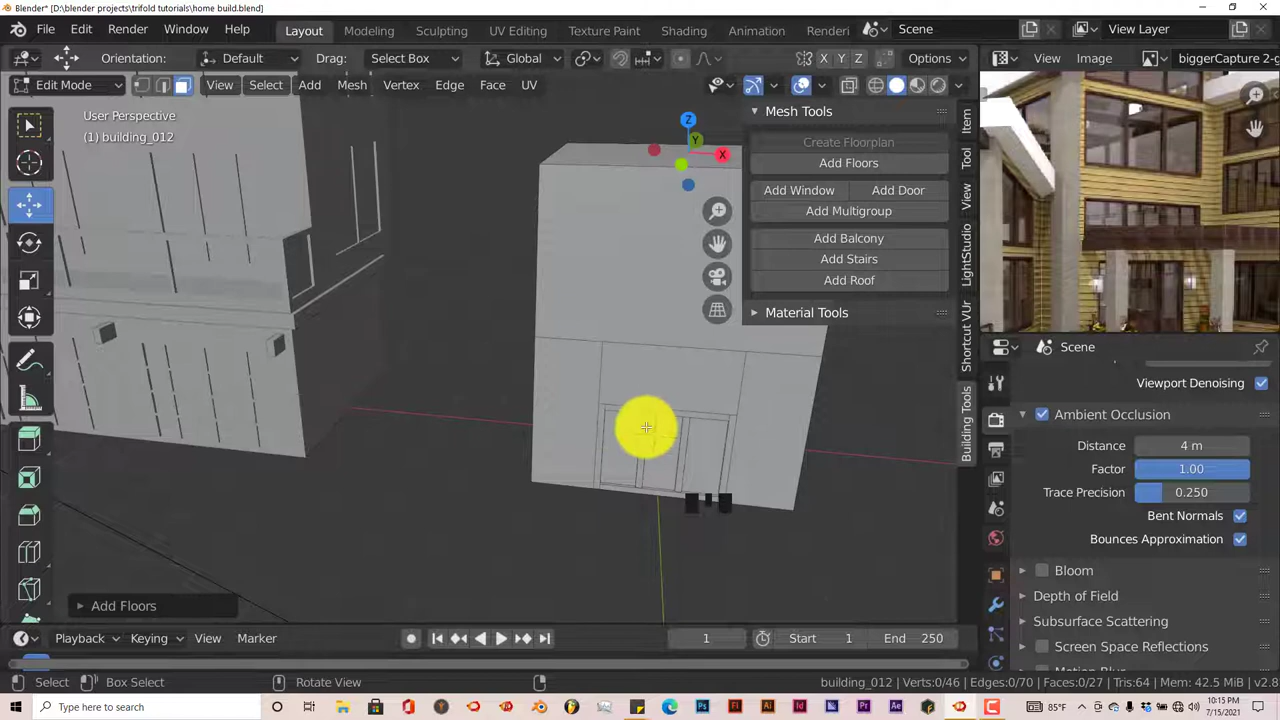 Blender* [D:\blender projects\trifold tutorials\home build.blend]
File Edit Render Window Help Layout Modeling Sculpting UV Editing Texture Paint Shading Animation Renderi Scene View Layer
Orientation: Default Drag: Select Box Global X Y Z Options View Image biggerCapture 2-g
Edit Mode View Select Add Mesh Vertex Edge Face UV
User Perspective
(1) building_012
Z
Y
X
Mesh Tools
Create Floorplan
Add Floors
Add Window Add Door
Add Multigroup
Add Balcony
Add Stairs
Add Roof
Material Tools
Item
Tool
View
LightStudio
Shortcut VUr
Building Tools
Scene
Viewport Denoising
Ambient Occlusion
Distance 4 m
Factor 1.00
Trace Precision 0.250
Bent Normals
Bounces Approximation
Bloom
Depth of Field
Subsurface Scattering
Screen Space Reflections
Add Floors
Playback Keying View Marker 1 Start 1 End 250
Select Box Select Rotate View building_012 | Verts:0/46 | Edges:0/70 | Faces:0/27 | Tris:64 | Mem: 42.5 MiB | v2.8
Type here to search 85°F 10:15 PM
7/15/2021